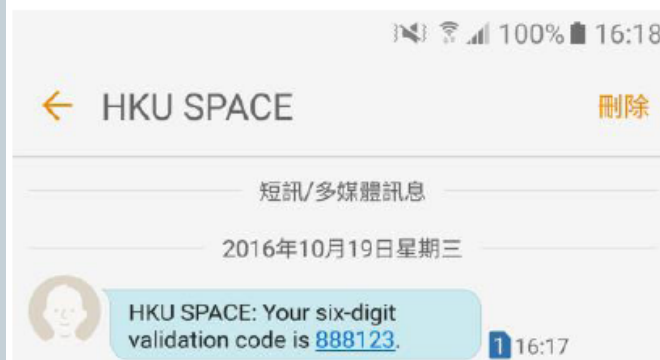 100% 16:18
HKU SPACE
刪除
短訊/多媒體訊息
2016年10月19日星期三
HKU SPACE: Your six-digit
validation code is 888123.
1 16:17